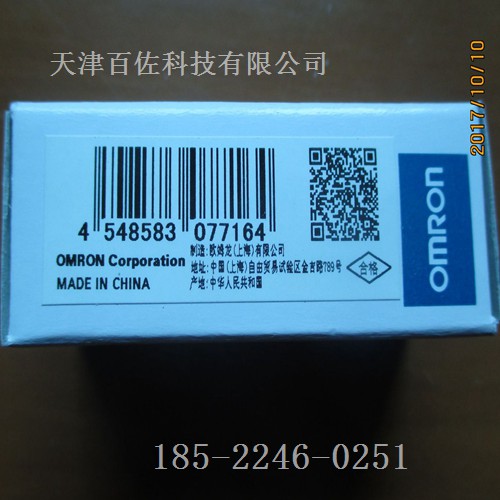 天津百佐科技有限公司
2017/10/10
4 548583 077164
OMRON Corporation
MADE IN CHINA
制造:欧姆龙(上海)有限公司
地址:中国(上海)自由贸易试验区金吉路789号
产地:中华人民共和国
合格
OMRON
185-2246-0251